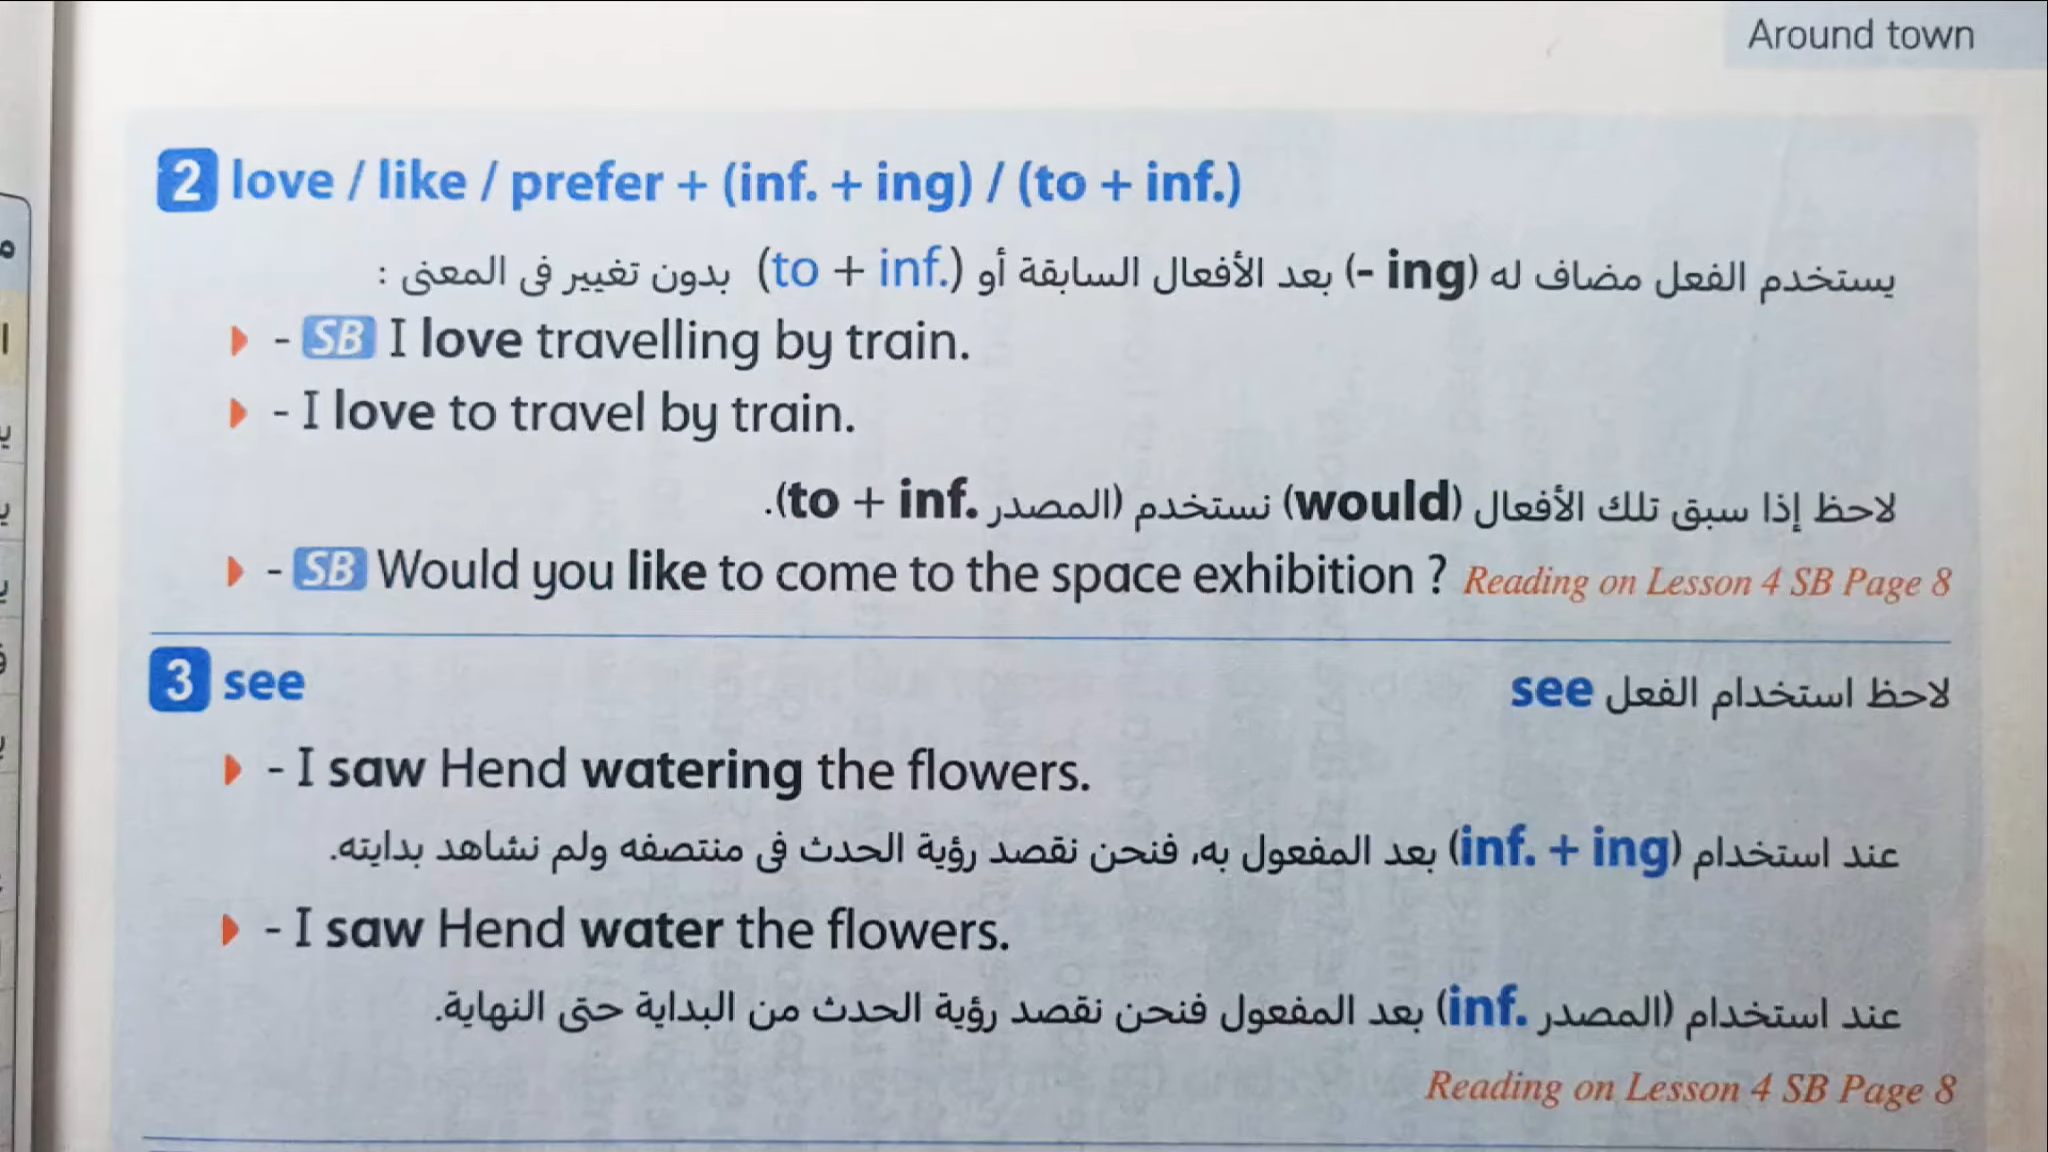 Around town
2 love / like / prefer + (inf. + ing) / (to + inf.)
يستخدم الفعل مضاف له (ing -) بعد الأفعال السابقة أو (to + inf.) بدون تغيير فى المعنى :
- SB I love travelling by train.
- I love to travel by train.
لاحظ إذا سبق تلك الأفعال (would) نستخدم (المصدر to + inf.).
- SB Would you like to come to the space exhibition ? Reading on Lesson 4 SB Page 8
3 see لاحظ استخدام الفعل see
- I saw Hend watering the flowers.
عند استخدام (inf. + ing) بعد المفعول به، فنحن نقصد رؤية الحدث فى منتصفه ولم نشاهد بدايته.
- I saw Hend water the flowers.
عند استخدام (المصدر inf.) بعد المفعول فنحن نقصد رؤية الحدث من البداية حتى النهاية.
Reading on Lesson 4 SB Page 8